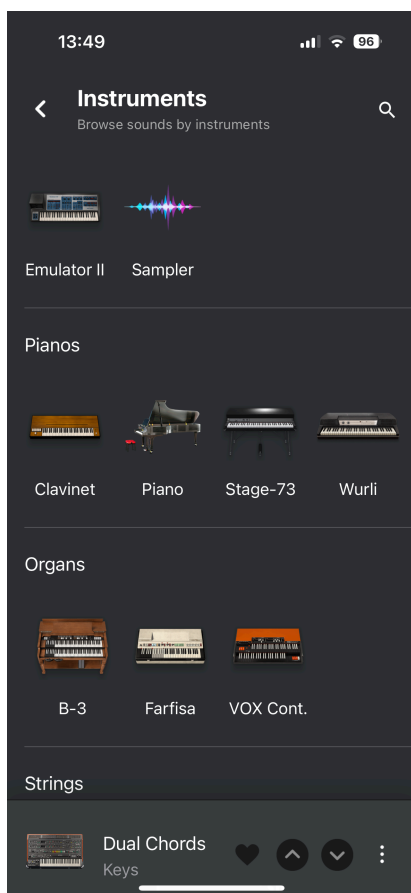 13:49
96
Instruments
Browse sounds by instruments
Emulator II Sampler
Pianos
Clavinet Piano Stage-73 Wurli
Organs
B-3 Farfisa VOX Cont.
Strings
Dual Chords
Keys